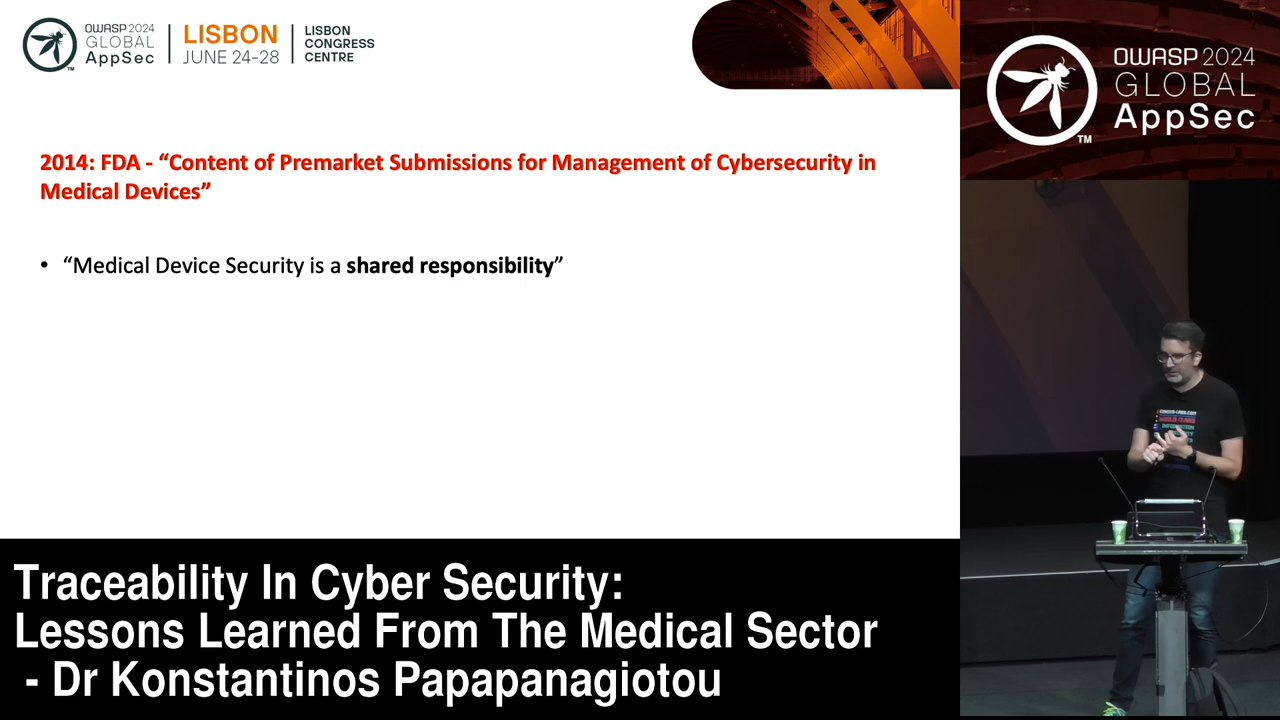 OWASP 2024
GLOBAL
AppSec
TM
LISBON
JUNE 24-28
LISBON
CONGRESS
CENTRE
OWASP 2024
GLOBAL
AppSec
TM
2014: FDA - “Content of Premarket Submissions for Management of Cybersecurity in
Medical Devices”
• “Medical Device Security is a shared responsibility”
Traceability In Cyber Security:
Lessons Learned From The Medical Sector
- Dr Konstantinos Papapanagiotou